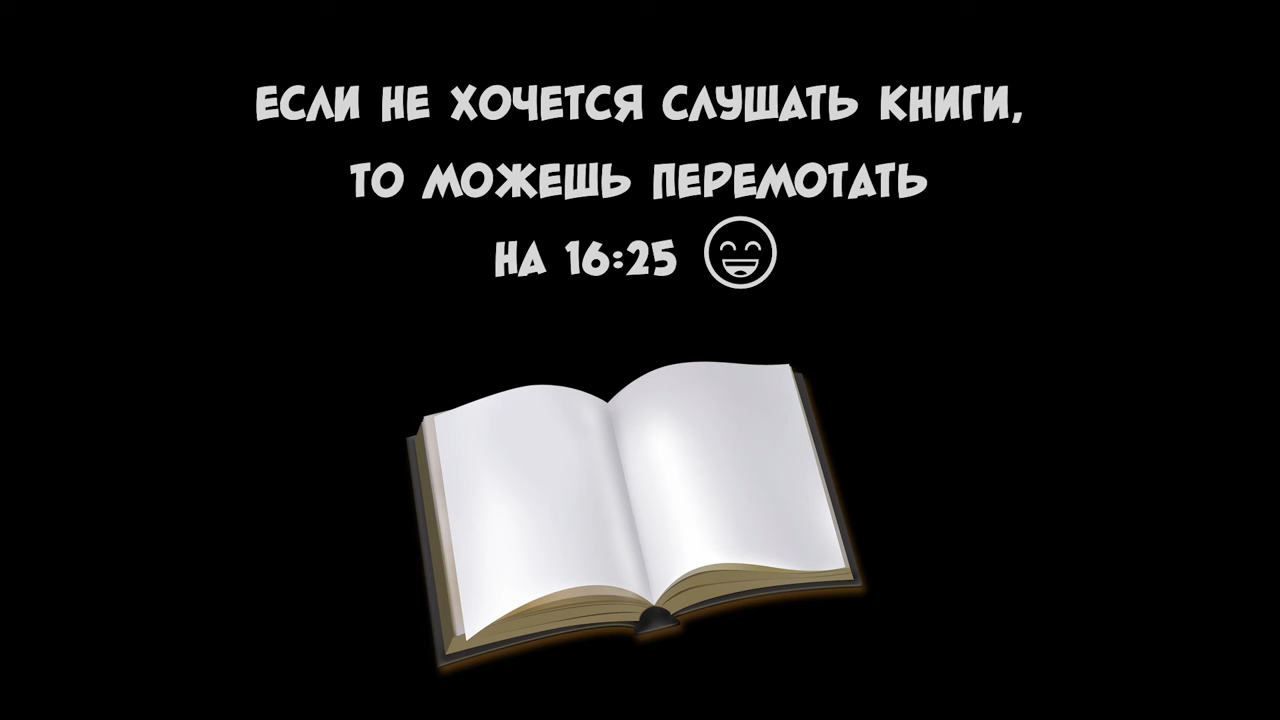 ЕСЛИ НЕ ХОЧЕТСЯ СЛУШАТЬ КНИГИ,
ТО МОЖЕШЬ ПЕРЕМОТАТЬ
НА 16:25